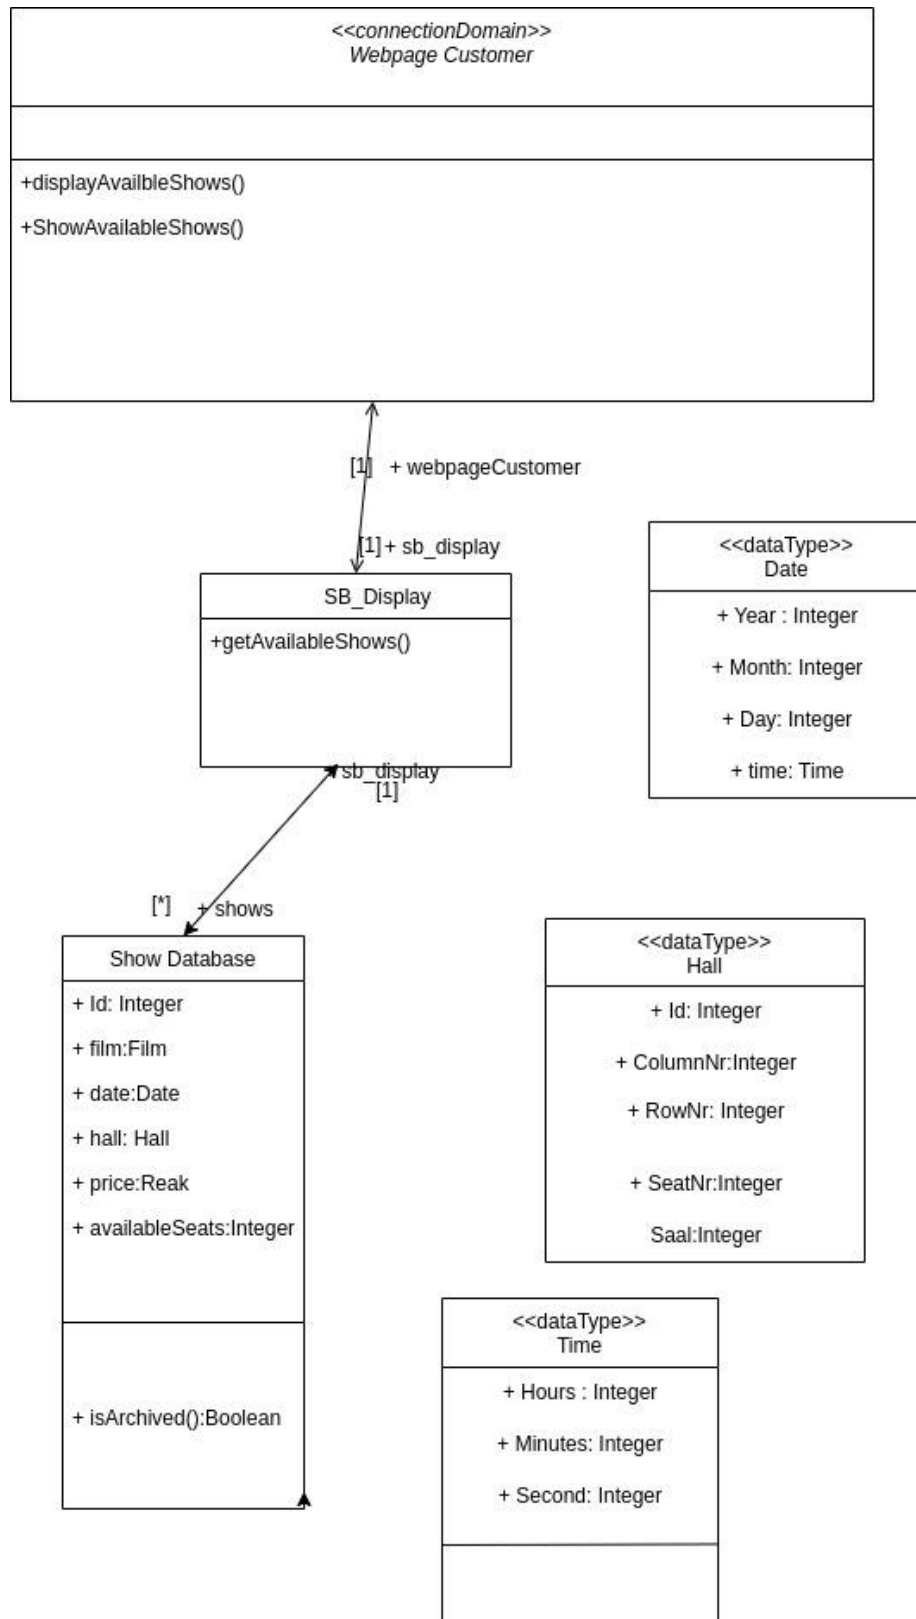 <<connectionDomain>>
Webpage Customer
+displayAvailbleShows()
+ShowAvailableShows()
[1] + webpageCustomer
[1] + sb_display
SB_Display
+getAvailableShows()
sb_display
[1]
[*] + shows
Show Database
+ Id: Integer
+ film:Film
+ date:Date
+ hall: Hall
+ price:Reak
+ availableSeats:Integer
+ isArchived():Boolean
<<dataType>>
Date
+ Year : Integer
+ Month: Integer
+ Day: Integer
+ time: Time
<<dataType>>
Hall
+ Id: Integer
+ ColumnNr:Integer
+ RowNr: Integer
+ SeatNr:Integer
Saal:Integer
<<dataType>>
Time
+ Hours : Integer
+ Minutes: Integer
+ Second: Integer